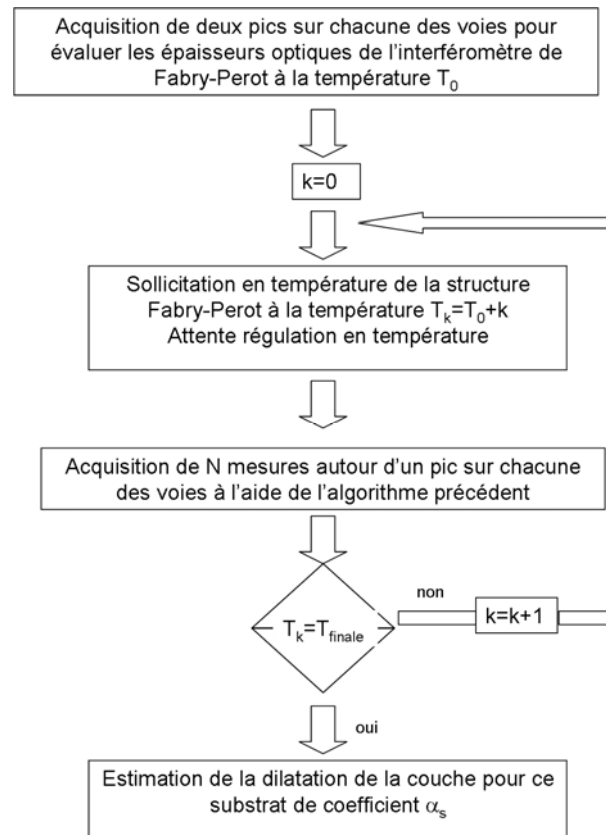 Acquisition de deux pics sur chacune des voies pour
évaluer les épaisseurs optiques de l'interféromètre de
Fabry-Perot à la température T₀
k=0
Sollicitation en température de la structure
Fabry-Perot à la température Tₖ=T₀+k
Attente régulation en température
Acquisition de N mesures autour d'un pic sur chacune
des voies à l'aide de l'algorithme précédent
non
Tₖ=T_finale
k=k+1
oui
Estimation de la dilatation de la couche pour ce
substrat de coefficient αₛ